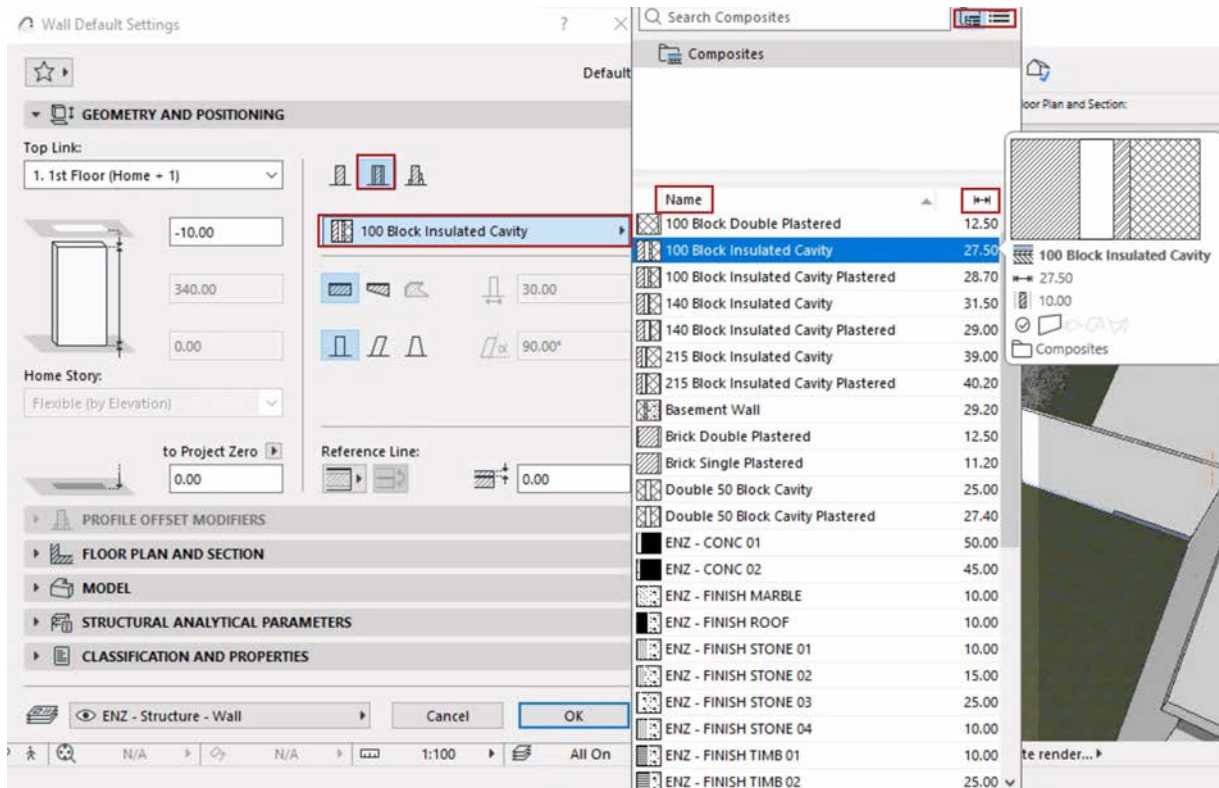 Wall Default Settings
?
Default
GEOMETRY AND POSITIONING
Top Link:
1. 1st Floor (Home + 1)
-10.00
100 Block Insulated Cavity
340.00
30.00
0.00
α 90.00°
Home Story:
Flexible (by Elevation)
to Project Zero
Reference Line:
0.00
0.00
PROFILE OFFSET MODIFIERS
FLOOR PLAN AND SECTION
MODEL
STRUCTURAL ANALYTICAL PARAMETERS
CLASSIFICATION AND PROPERTIES
ENZ - Structure - Wall
Cancel
OK
N/A
N/A
1:100
All On
Search Composites
Composites
Name
100 Block Double Plastered 12.50
100 Block Insulated Cavity 27.50
100 Block Insulated Cavity Plastered 28.70
140 Block Insulated Cavity 31.50
140 Block Insulated Cavity Plastered 29.00
215 Block Insulated Cavity 39.00
215 Block Insulated Cavity Plastered 40.20
Basement Wall 29.20
Brick Double Plastered 12.50
Brick Single Plastered 11.20
Double 50 Block Cavity 25.00
Double 50 Block Cavity Plastered 27.40
ENZ - CONC 01 50.00
ENZ - CONC 02 45.00
ENZ - FINISH MARBLE 10.00
ENZ - FINISH ROOF 10.00
ENZ - FINISH STONE 01 10.00
ENZ - FINISH STONE 02 15.00
ENZ - FINISH STONE 03 25.00
ENZ - FINISH STONE 04 10.00
ENZ - FINISH TIMB 01 10.00
ENZ - FINISH TIMB 02 25.00
oor Plan and Section:
100 Block Insulated Cavity
27.50
10.00
Composites
te render...